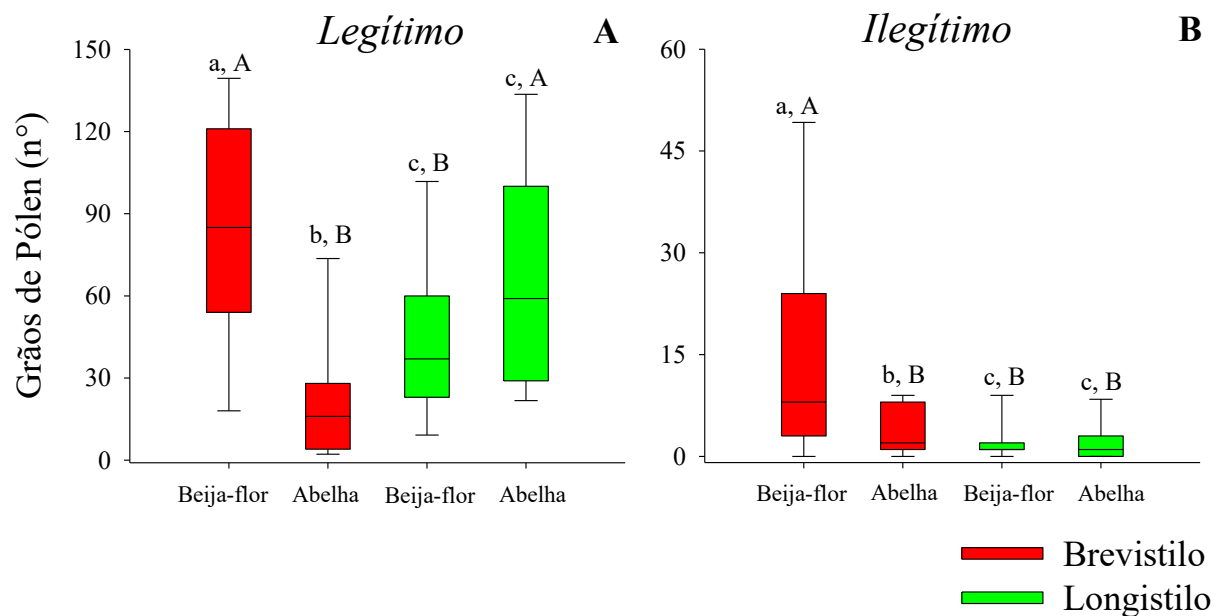 Legítimo A
Ilegítimo B
Grãos de Pólen (n°)
150
120
90
60
30
0
a, A
b, B
c, B
c, A
Beija-flor Abelha Beija-flor Abelha
60
45
30
15
0
a, A
b, B
c, B
c, B
Beija-flor Abelha Beija-flor Abelha
Brevistilo
Longistilo